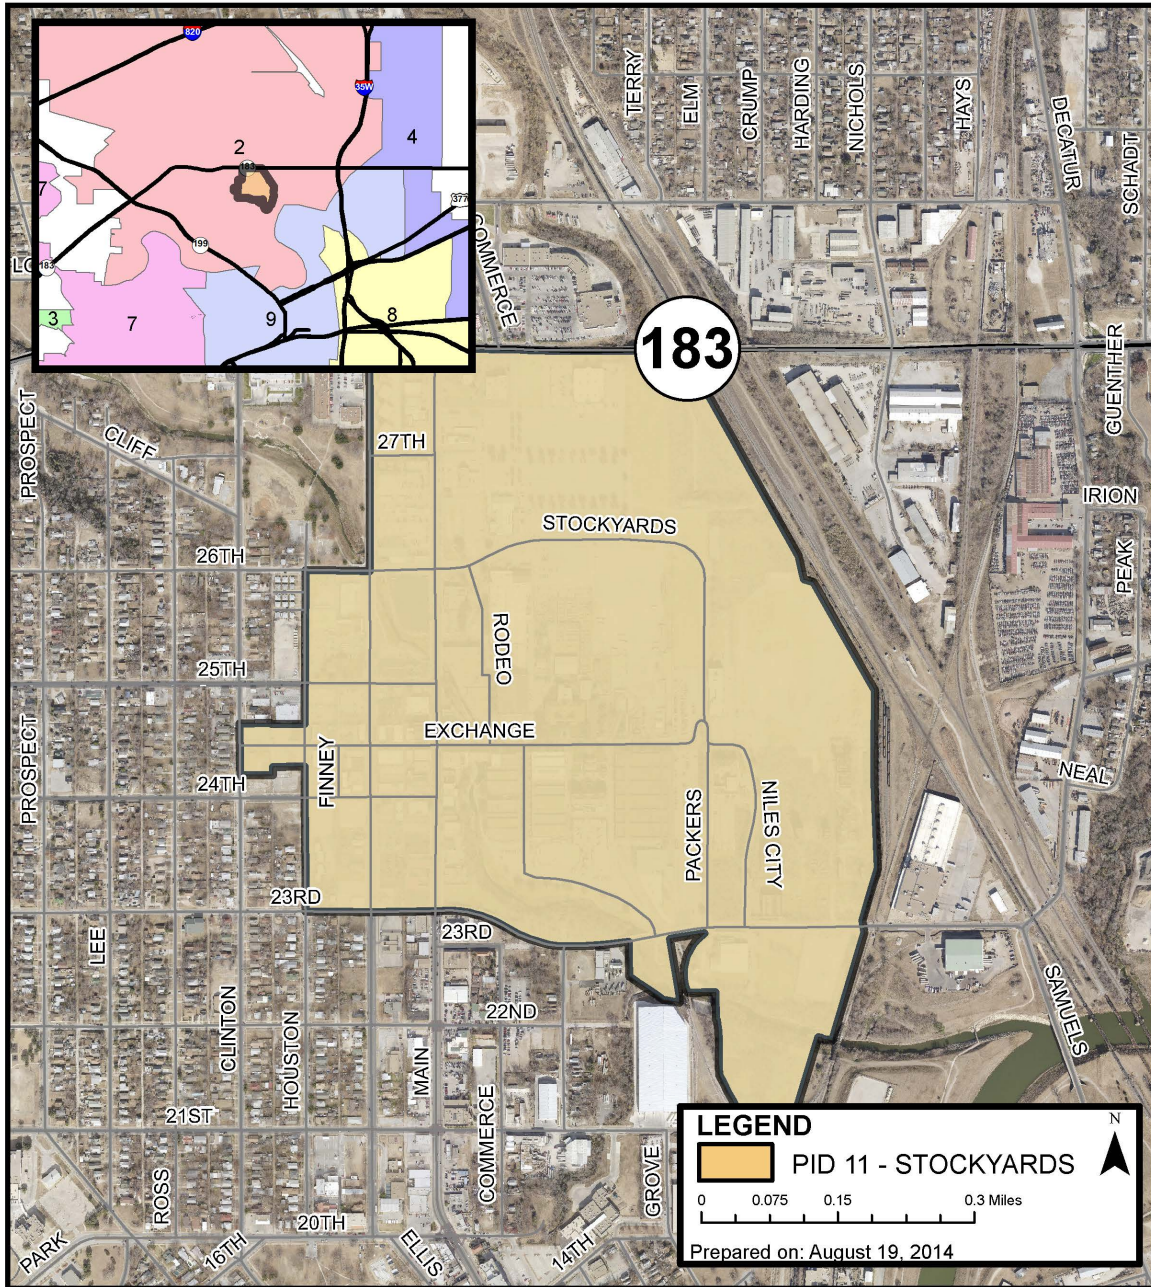 820
35W
4
2
183
7
377
199
LO
183
3
7
9
8
TERRY
ELM
CRUMP
HARDING
NICHOLS
HAYS
DECATUR
SCHADT
COMMERCE
183
GUENTHER
PROSPECT
CLIFF
27TH
IRION
STOCKYARDS
26TH
PEAK
RODEO
25TH
PROSPECT
EXCHANGE
FINNEY
24TH
NEAL
PACKERS
NILES CITY
23RD
23RD
LEE
SAMUELS
22ND
CLINTON
HOUSTON
MAIN
COMMERCE
21ST
ROSS
GROVE
20TH
PARK
16TH
ELLIS
14TH
LEGEND
N
PID 11 - STOCKYARDS
0 0.075 0.15 0.3 Miles
Prepared on: August 19, 2014